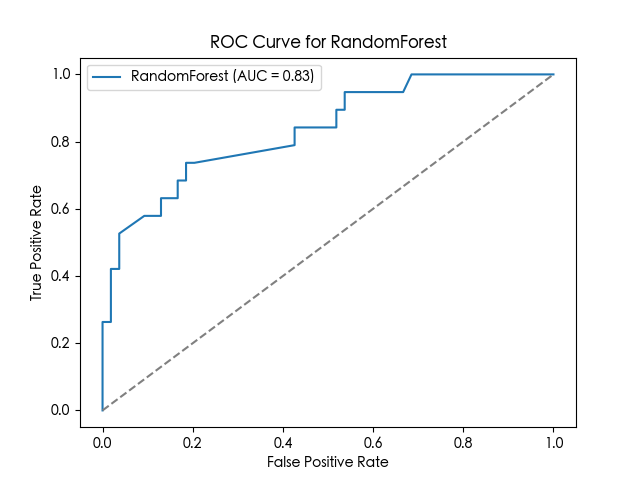 ROC Curve for RandomForest
RandomForest (AUC = 0.83)
True Positive Rate
1.0
0.8
0.6
0.4
0.2
0.0
0.0 0.2 0.4 0.6 0.8 1.0
False Positive Rate